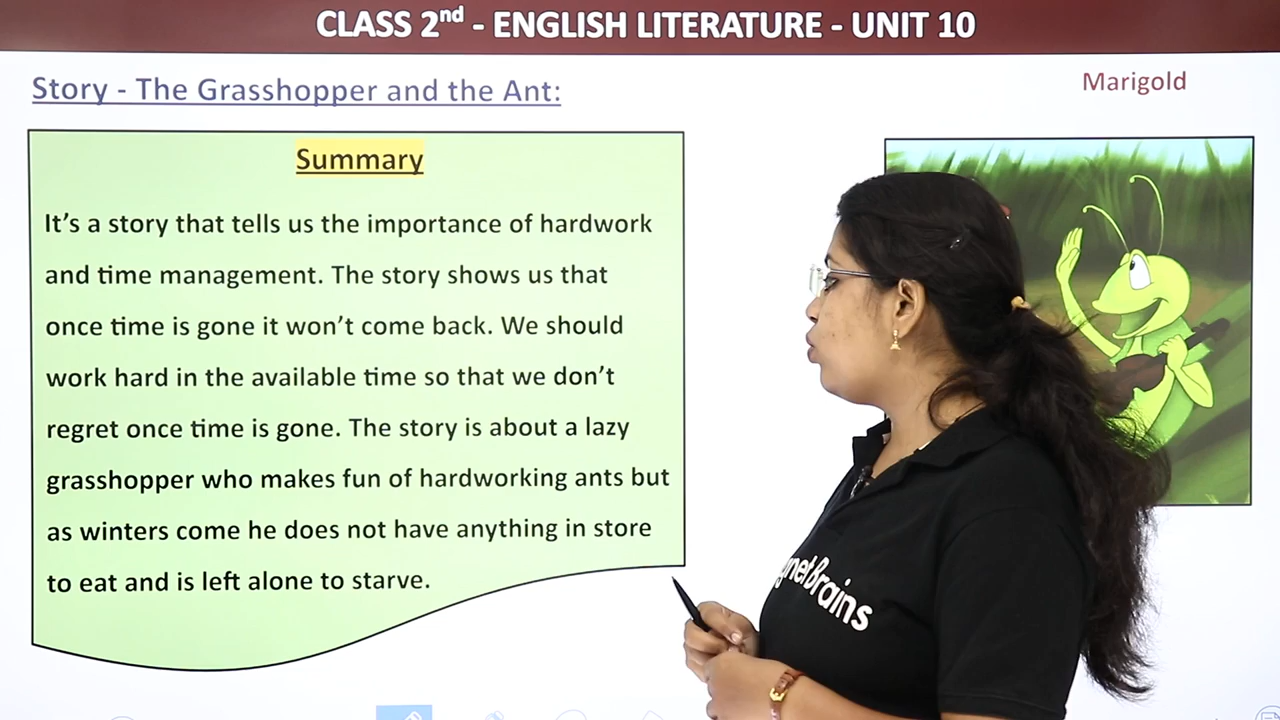 CLASS 2nd - ENGLISH LITERATURE - UNIT 10
Story - The Grasshopper and the Ant:
Marigold
Summary
It's a story that tells us the importance of hardwork
and time management. The story shows us that
once time is gone it won't come back. We should
work hard in the available time so that we don't
regret once time is gone. The story is about a lazy
grasshopper who makes fun of hardworking ants but
as winters come he does not have anything in store
to eat and is left alone to starve.